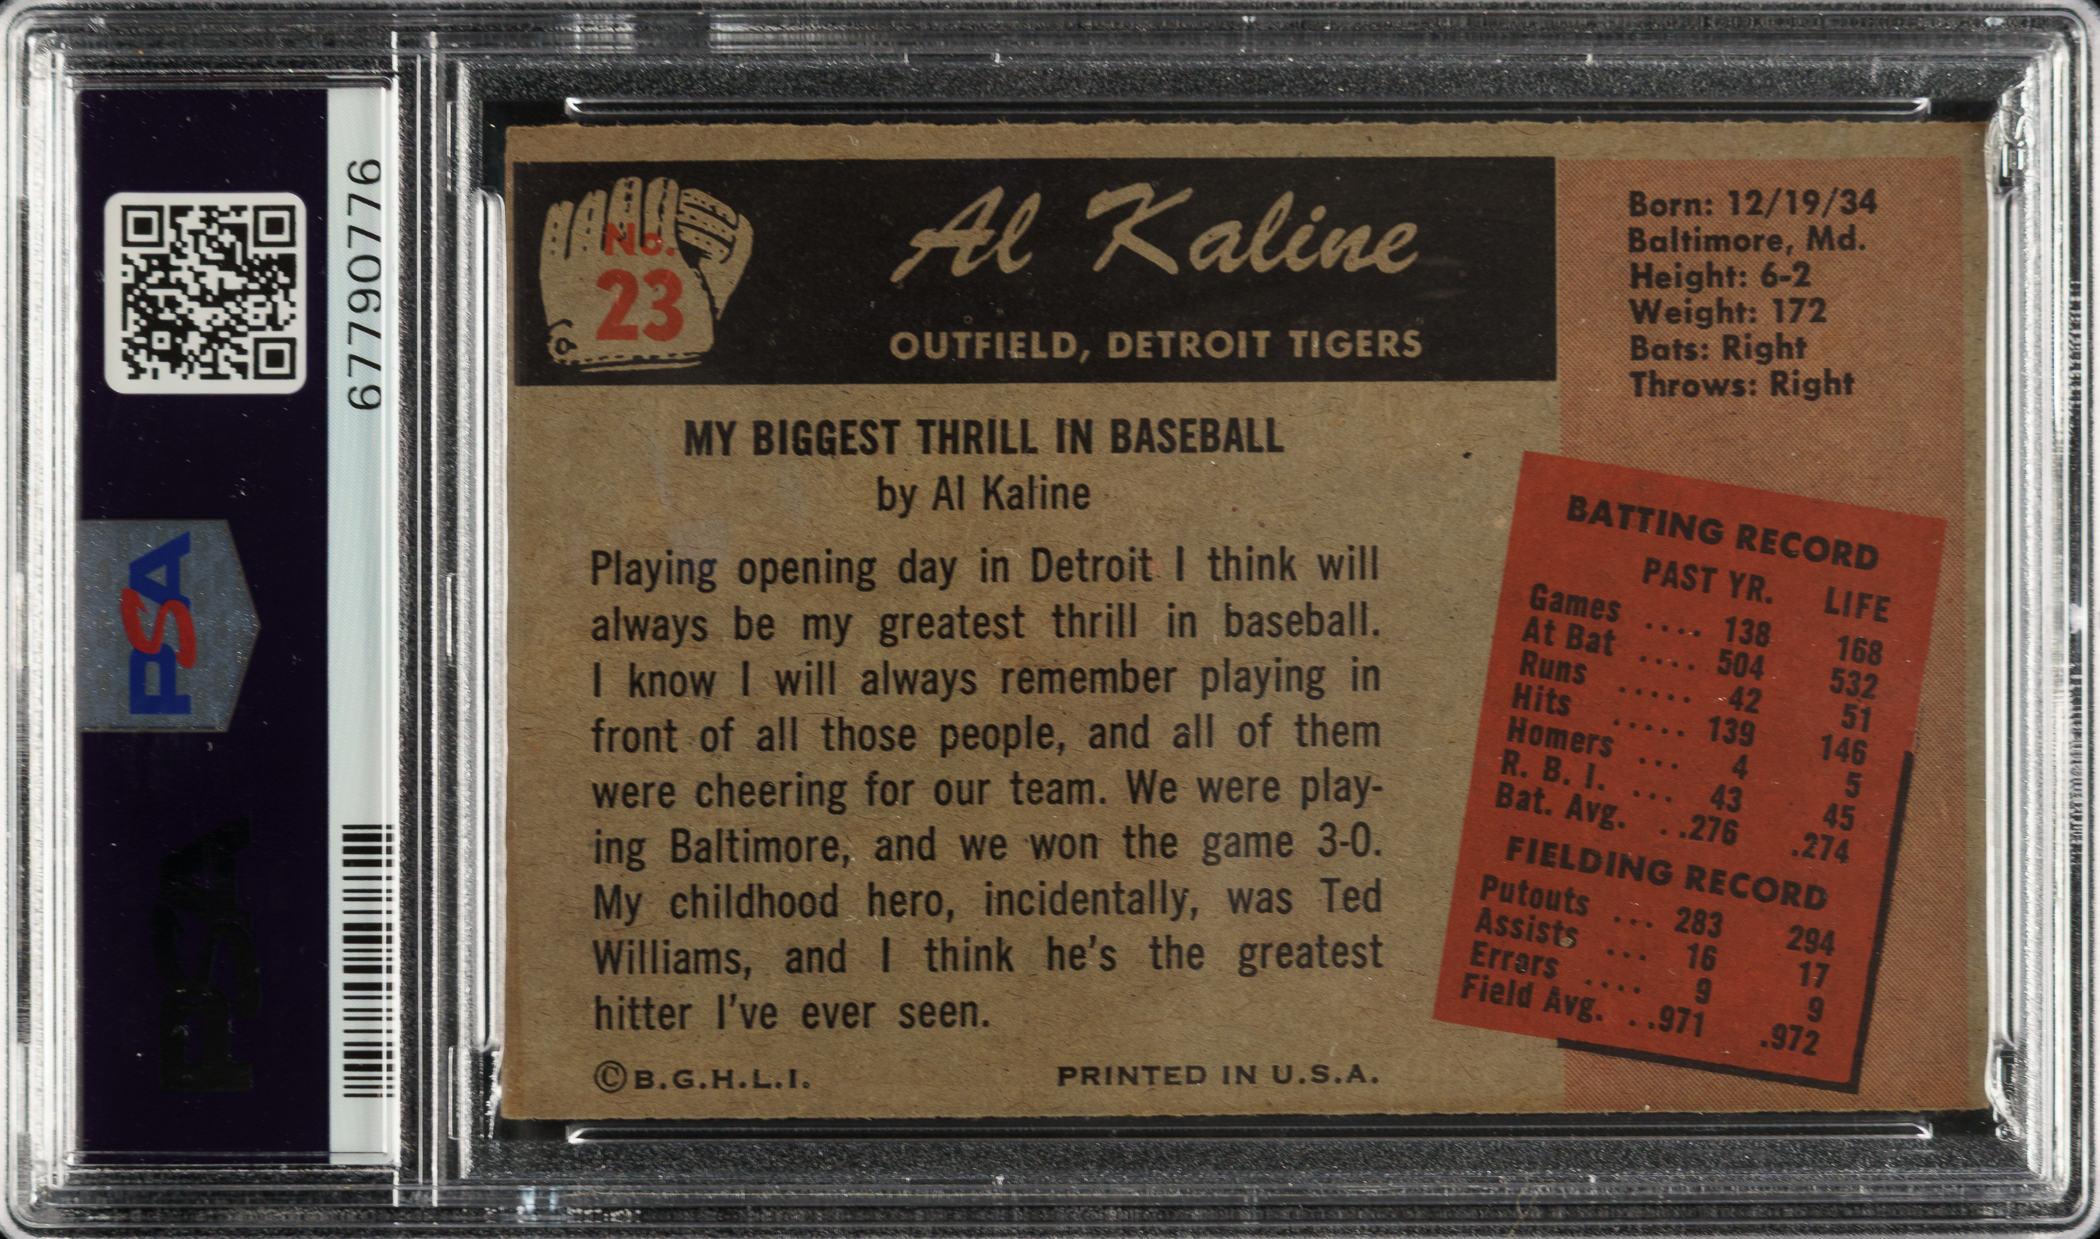 67790776
PSA
PSA
No.
23
Al Kaline
OUTFIELD, DETROIT TIGERS
Born: 12/19/34
Baltimore, Md.
Height: 6-2
Weight: 172
Bats: Right
Throws: Right
MY BIGGEST THRILL IN BASEBALL
by Al Kaline
Playing opening day in Detroit I think will
always be my greatest thrill in baseball.
I know I will always remember playing in
front of all those people, and all of them
were cheering for our team. We were play-
ing Baltimore, and we won the game 3-0.
My childhood hero, incidentally, was Ted
Williams, and I think he's the greatest
hitter I've ever seen.
©B.G.H.L.I. PRINTED IN U.S.A.
BATTING RECORD
PAST YR. LIFE
Games .... 138 168
At Bat .... 504 532
Runs ..... 42 51
Hits .... 139 146
Homers ... 4 5
R. B. I. ... 43 45
Bat. Avg. . .276 .274
FIELDING RECORD
Putouts ... 283 294
Assists ... 16 17
Errors .... 9 9
Field Avg. . .971 .972